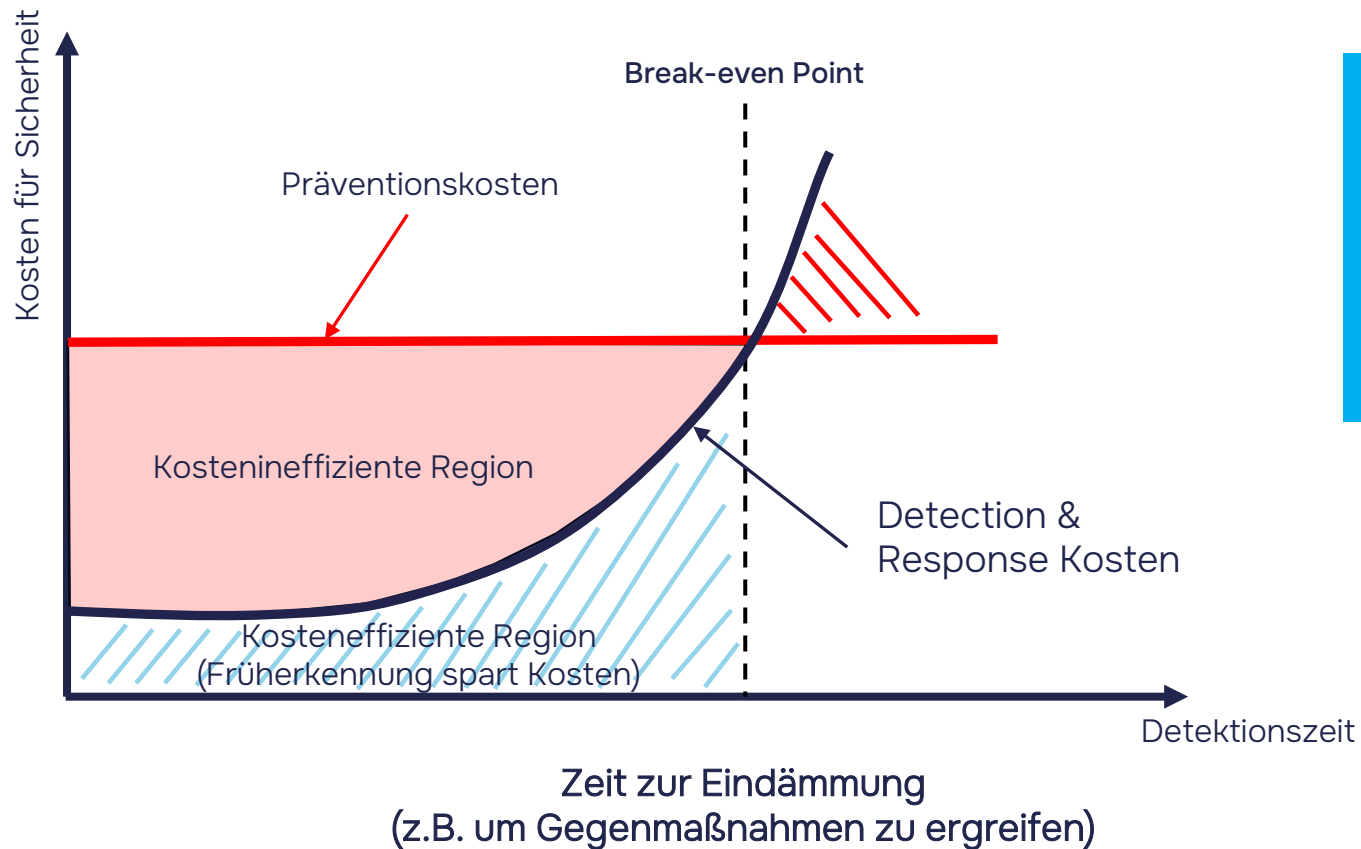 Kosten für Sicherheit
Break-even Point
Präventionskosten
Kostenineffiziente Region
Detection &
Response Kosten
Kosteneffiziente Region
(Früherkennung spart Kosten)
Detektionszeit
Zeit zur Eindämmung
(z.B. um Gegenmaßnahmen zu ergreifen)